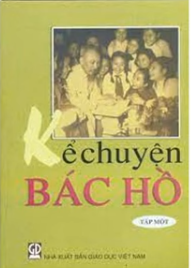 Kể chuyện
BÁC HỒ
TẬP MỘT
NHÀ XUẤT BẢN GIÁO DỤC VIỆT NAM